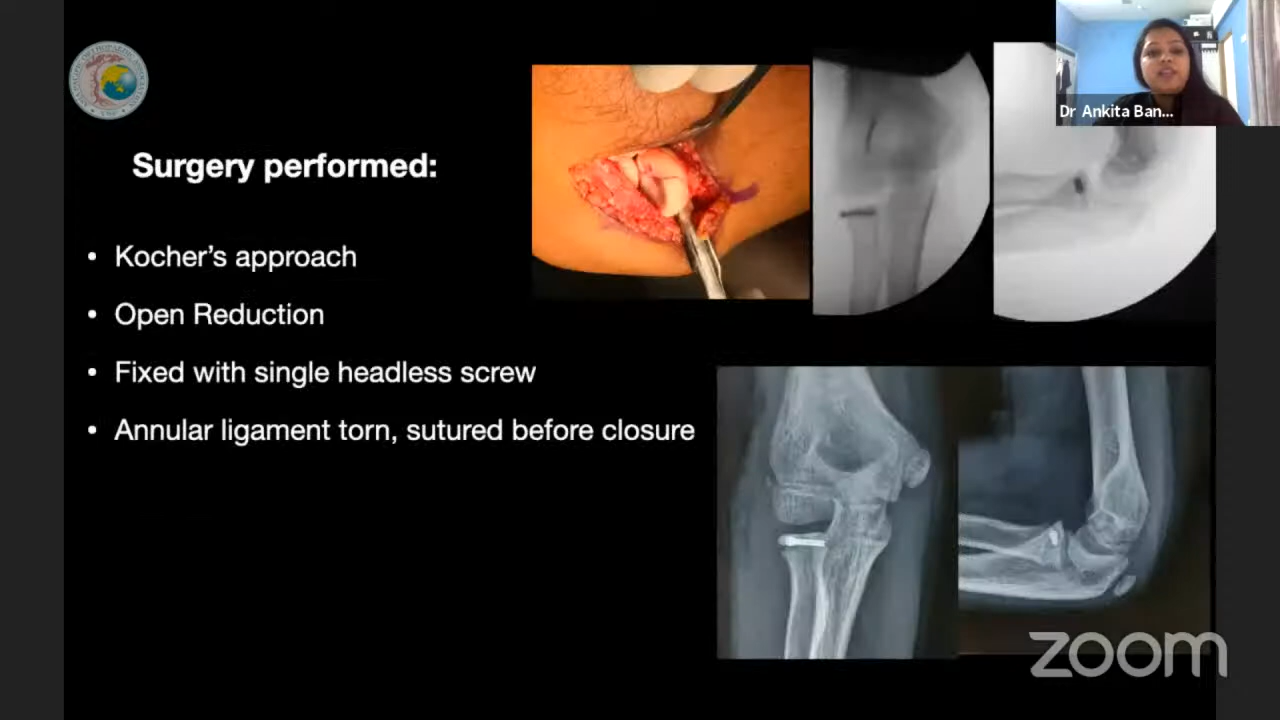 Dr Ankita Ban...
Surgery performed:
• Kocher’s approach
• Open Reduction
• Fixed with single headless screw
• Annular ligament torn, sutured before closure
zoom